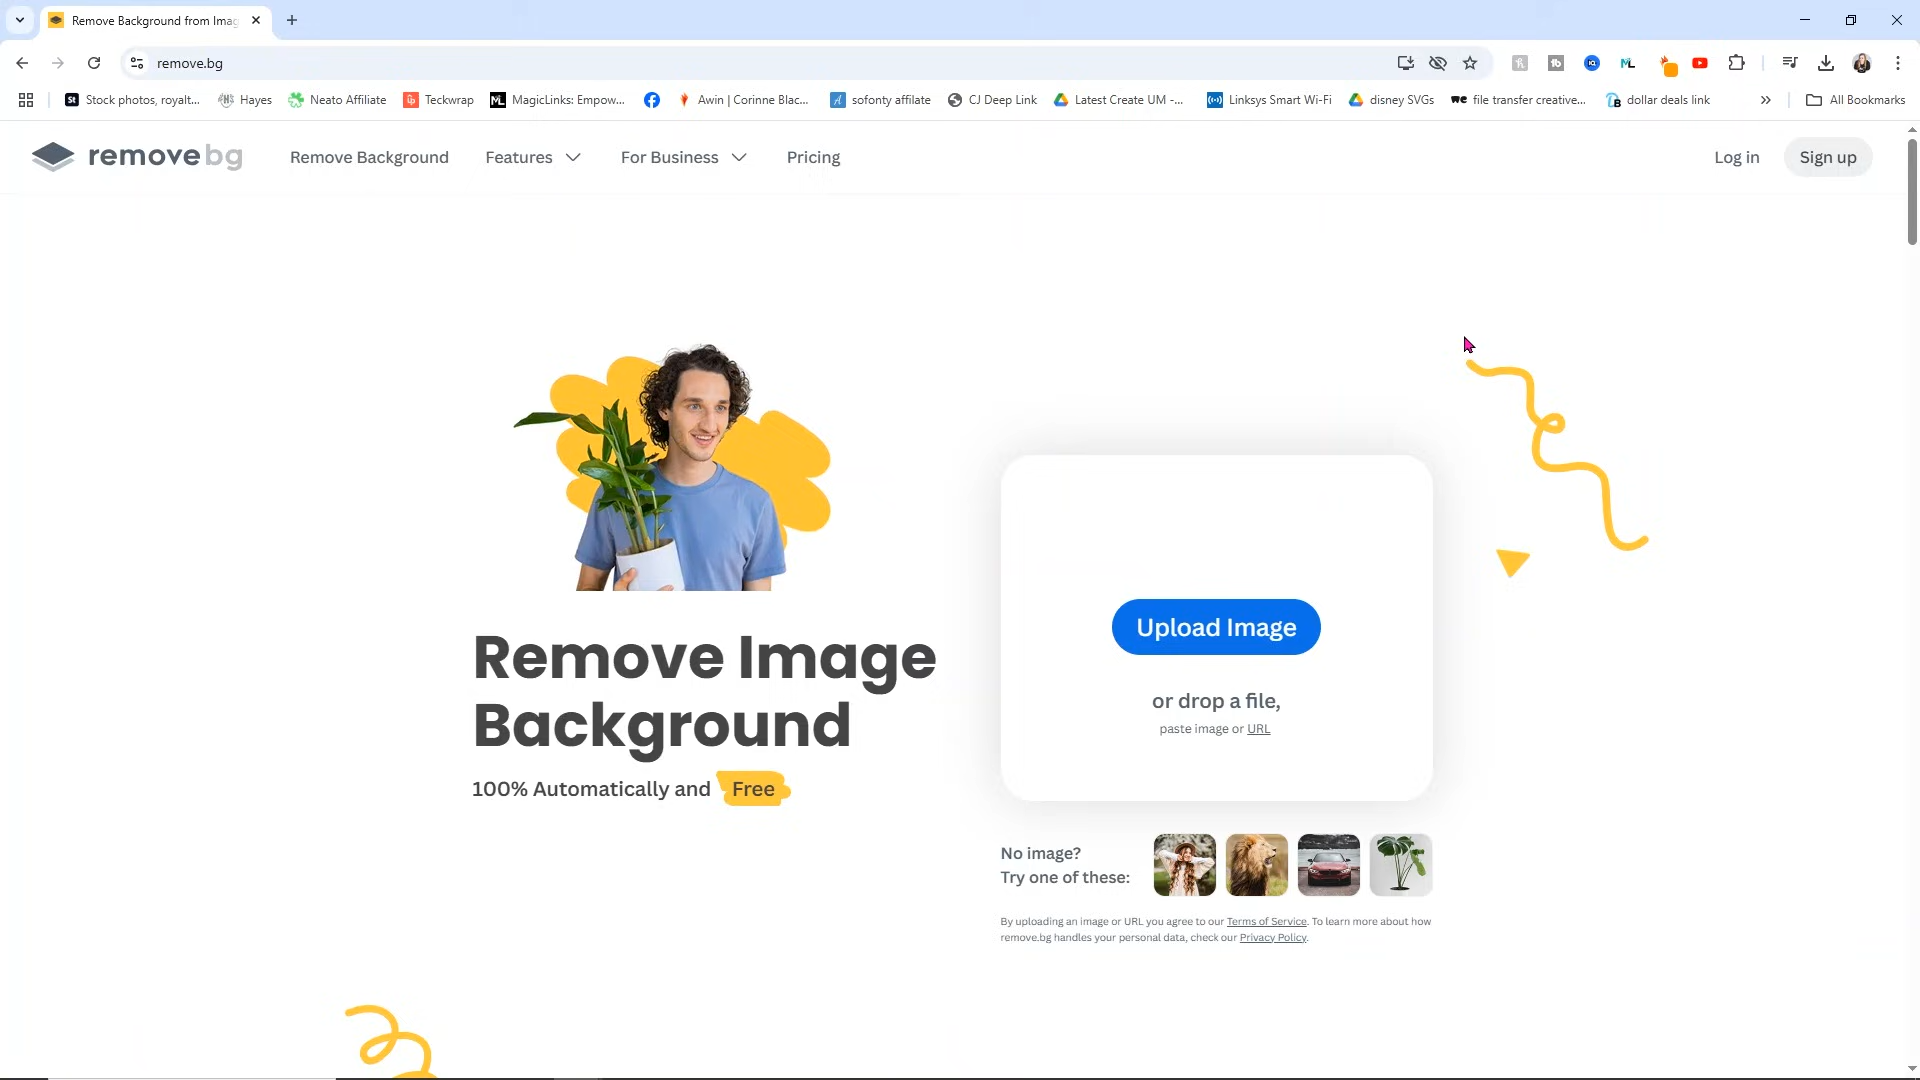 Remove Background from Imag
remove.bg
Stock photos, royalt...
Hayes
Neato Affiliate
Teckwrap
MagicLinks: Empow...
Awin | Corinne Blac...
sofonty affilate
CJ Deep Link
Latest Create UM -...
Linksys Smart Wi-Fi
disney SVGs
file transfer creative...
dollar deals link
All Bookmarks
removebg
Remove Background
Features
For Business
Pricing
Log in
Sign up
Remove Image
Background
100% Automatically and Free
Upload Image
or drop a file,
paste image or URL
No image?
Try one of these:
By uploading an image or URL you agree to our Terms of Service. To learn more about how
remove.bg handles your personal data, check our Privacy Policy.